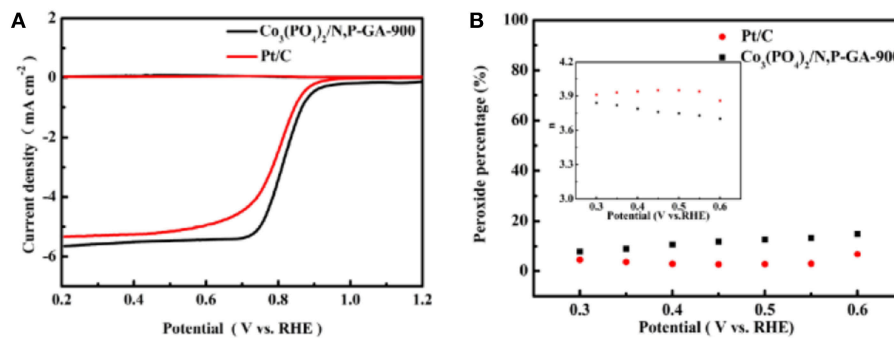 A
Co3(PO4)2/N,P-GA-900
Pt/C
Current density ( mA cm-2)
2
0
-2
-4
-6
0.2 0.4 0.6 0.8 1.0 1.2
Potential ( V vs. RHE )
B
Pt/C
Co3(PO4)2/N,P-GA-900
Peroxide percentage (%)
100
80
60
40
20
0
n
4.2
3.9
3.6
3.3
3.0
0.3 0.4 0.5 0.6
Potential (V vs.RHE)
0.3 0.4 0.5 0.6
Potential ( V vs. RHE)